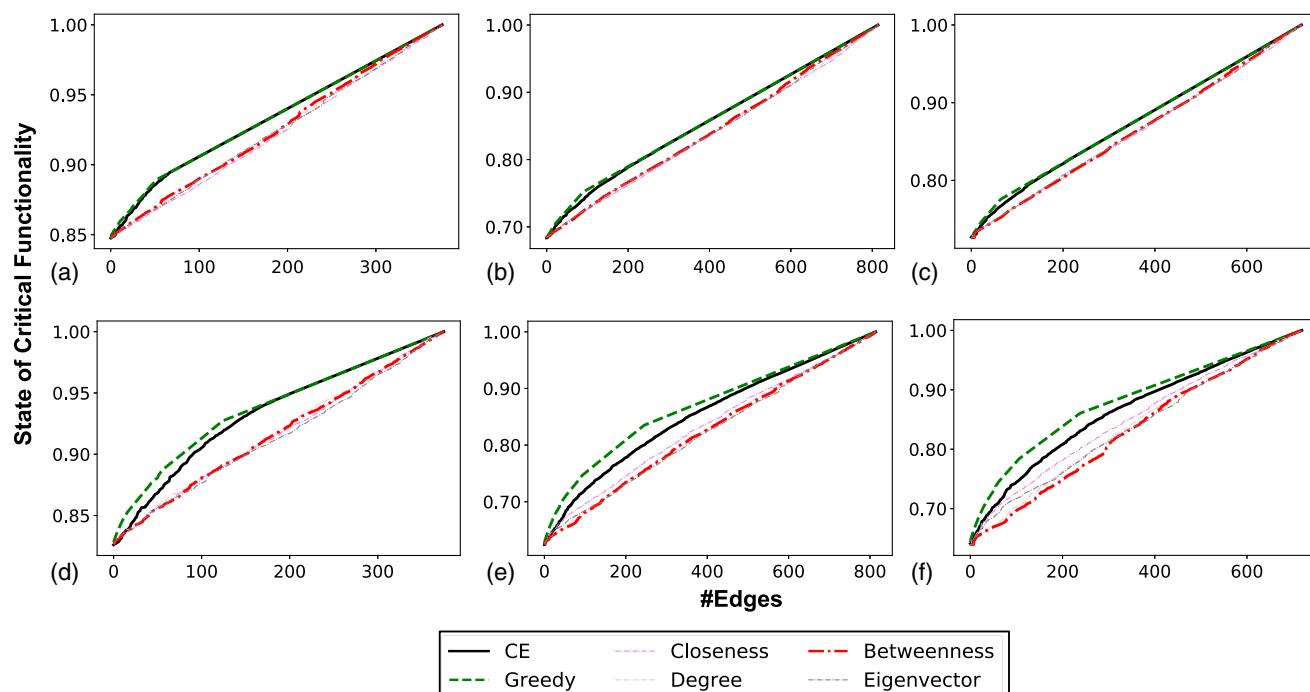 State of Critical Functionality
1.00
0.95
0.90
0.85
0 100 200 300
(a)
1.00
0.90
0.80
0.70
0 200 400 600 800
(b)
1.00
0.90
0.80
0 200 400 600
(c)
1.00
0.95
0.90
0.85
0 100 200 300
(d)
1.00
0.90
0.80
0.70
0 200 400 600 800
(e)
1.00
0.90
0.80
0.70
0 200 400 600
(f)
#Edges
CE Closeness Betweenness
Greedy Degree Eigenvector